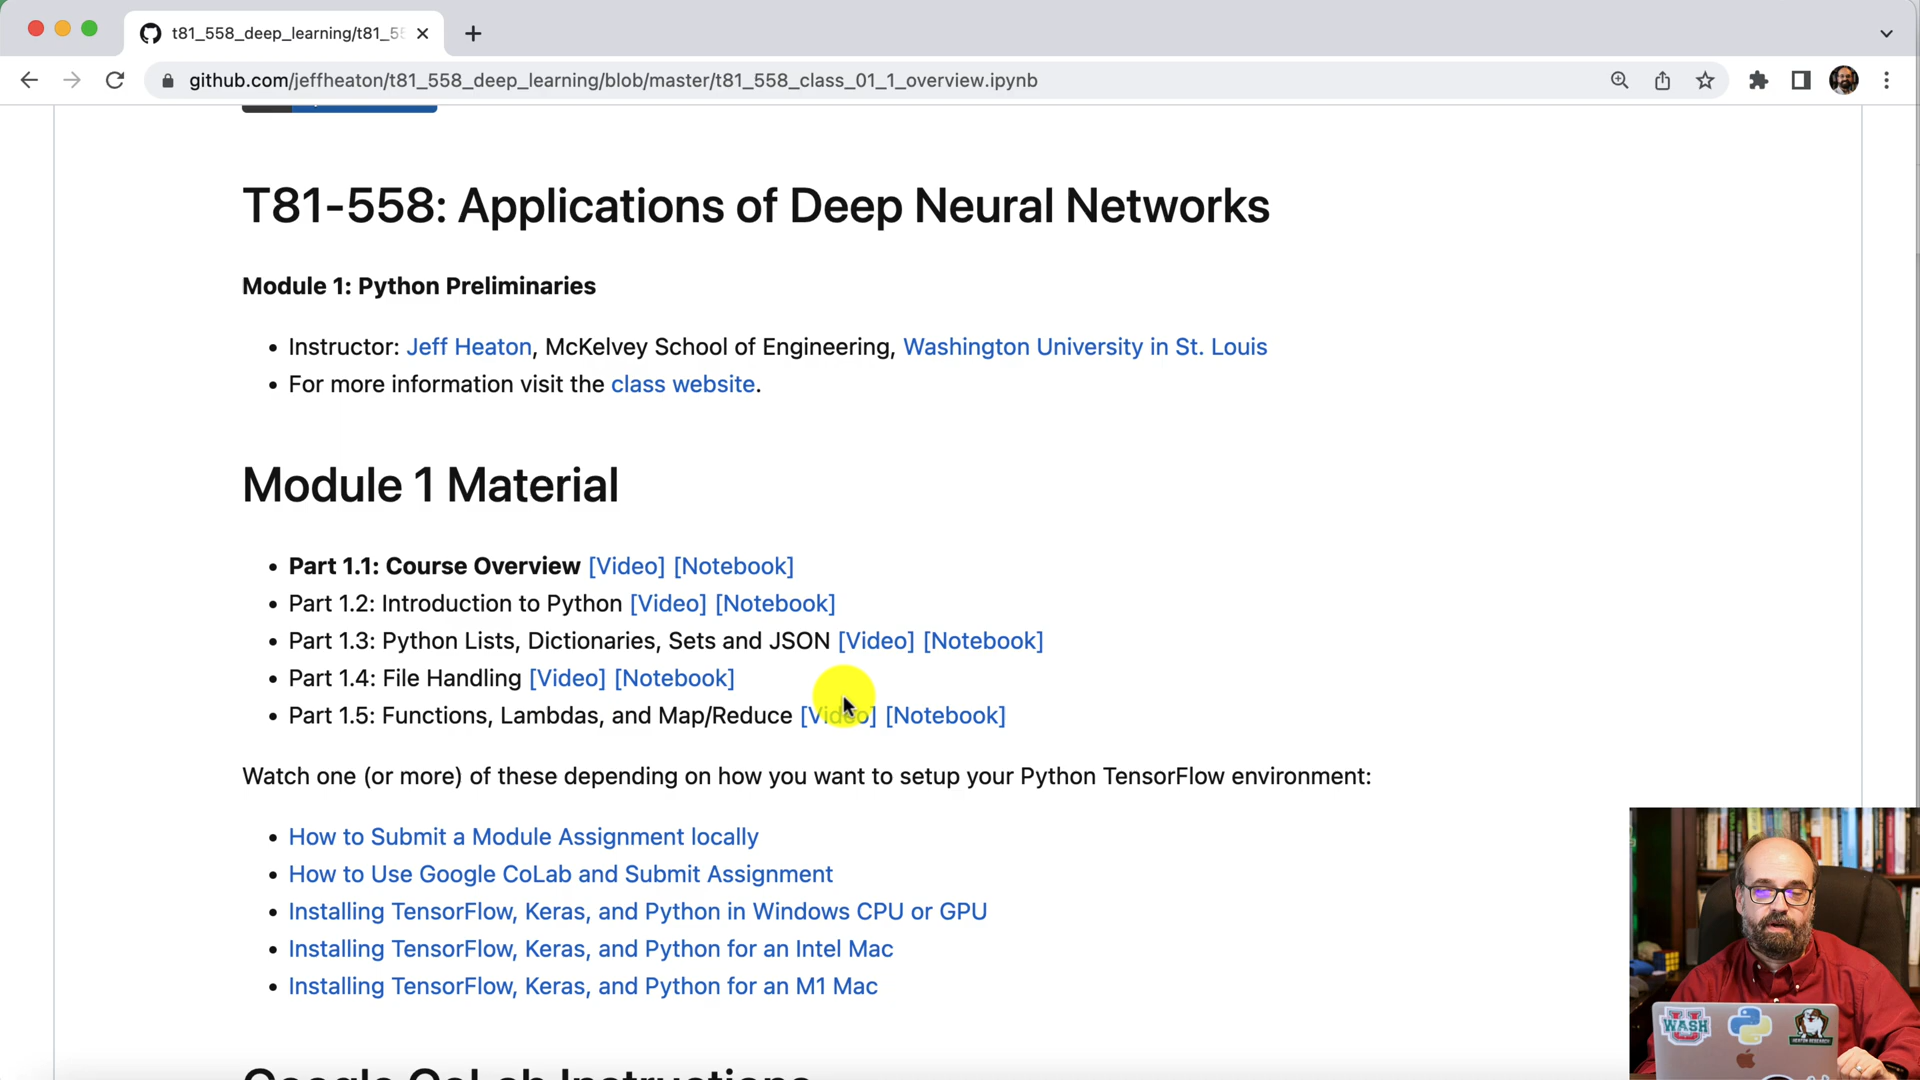 t81_558_deep_learning/t81_55
github.com/jeffheaton/t81_558_deep_learning/blob/master/t81_558_class_01_1_overview.ipynb
T81-558: Applications of Deep Neural Networks
Module 1: Python Preliminaries
• Instructor: Jeff Heaton, McKelvey School of Engineering, Washington University in St. Louis
• For more information visit the class website.
Module 1 Material
• Part 1.1: Course Overview [Video] [Notebook]
• Part 1.2: Introduction to Python [Video] [Notebook]
• Part 1.3: Python Lists, Dictionaries, Sets and JSON [Video] [Notebook]
• Part 1.4: File Handling [Video] [Notebook]
• Part 1.5: Functions, Lambdas, and Map/Reduce [Video] [Notebook]
Watch one (or more) of these depending on how you want to setup your Python TensorFlow environment:
• How to Submit a Module Assignment locally
• How to Use Google CoLab and Submit Assignment
• Installing TensorFlow, Keras, and Python in Windows CPU or GPU
• Installing TensorFlow, Keras, and Python for an Intel Mac
• Installing TensorFlow, Keras, and Python for an M1 Mac
Google CoLab Instructions
WASH
HEATON RESEARCH